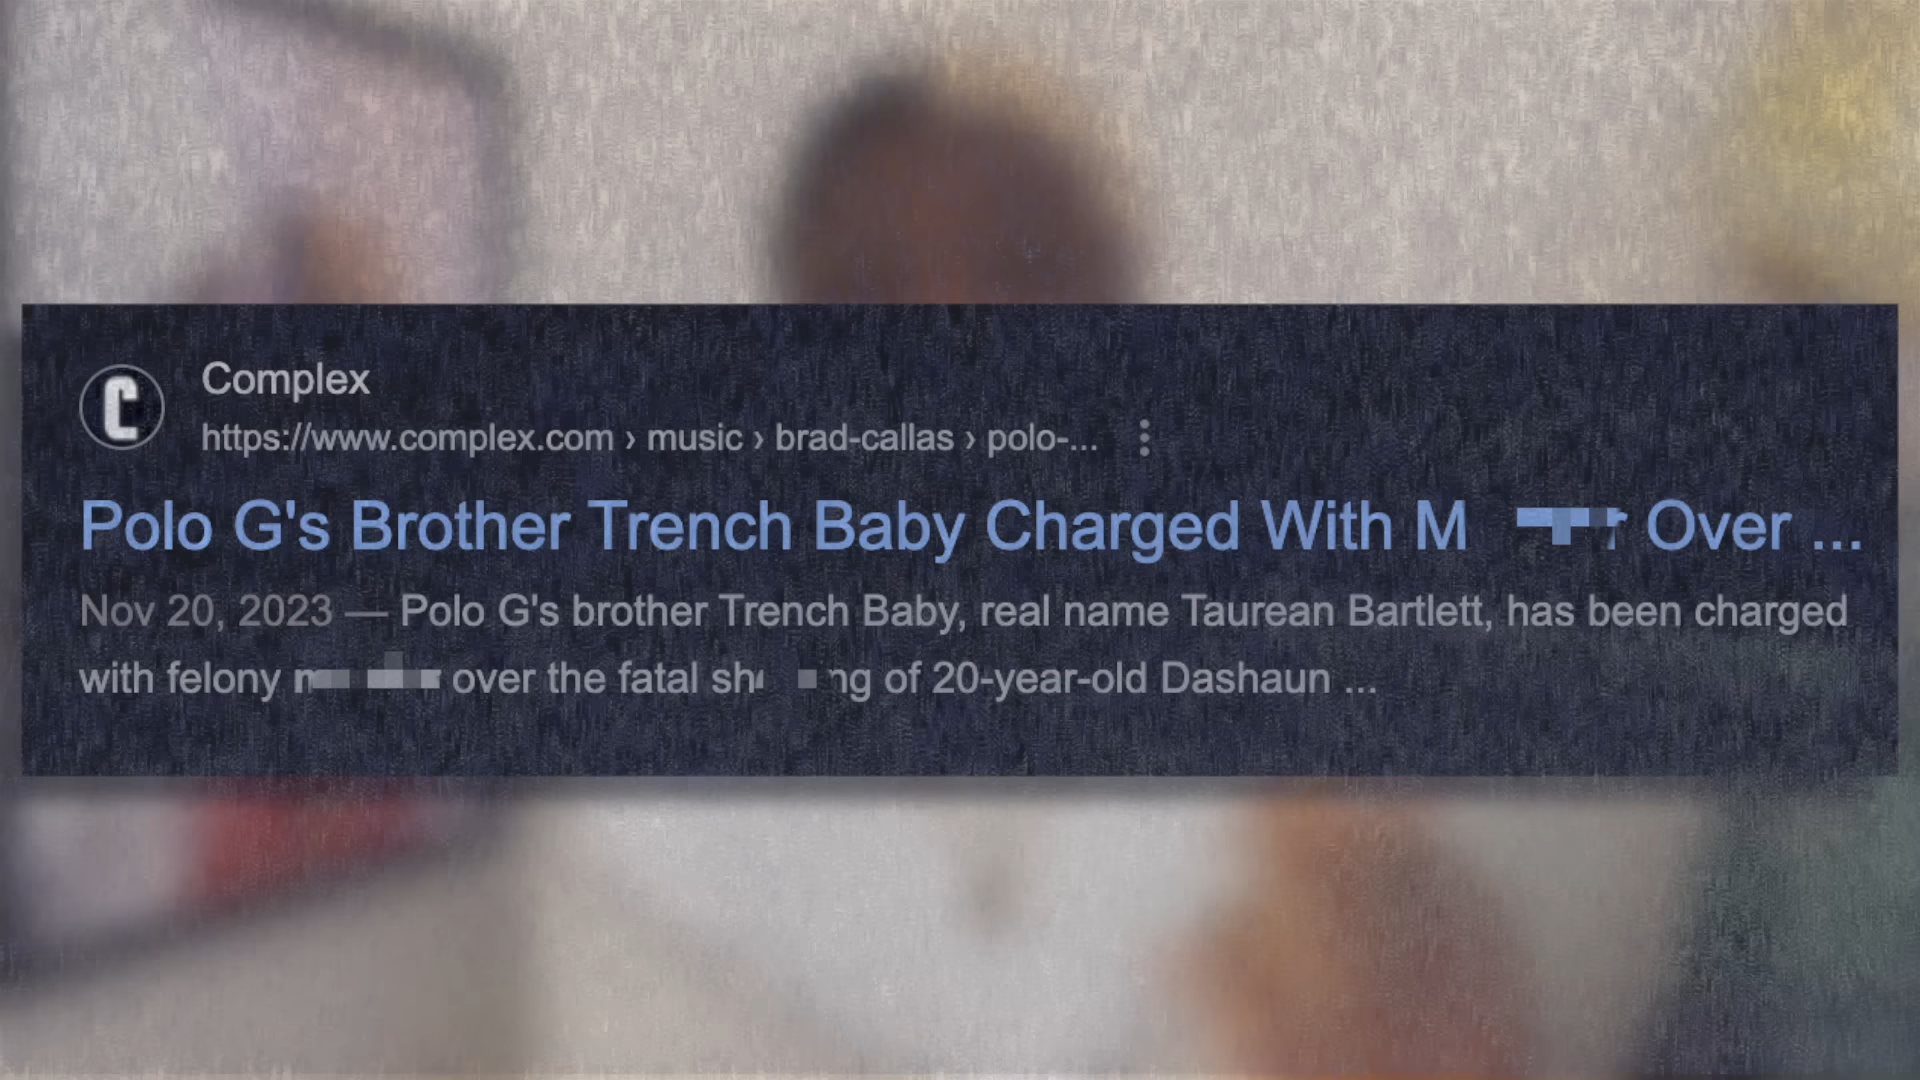 Complex
https://www.complex.com › music › brad-callas › polo-...
Polo G's Brother Trench Baby Charged With Over ...
Nov 20, 2023 — Polo G's brother Trench Baby, real name Taurean Bartlett, has been charged
with felony over the fatal of 20-year-old Dashaun ...